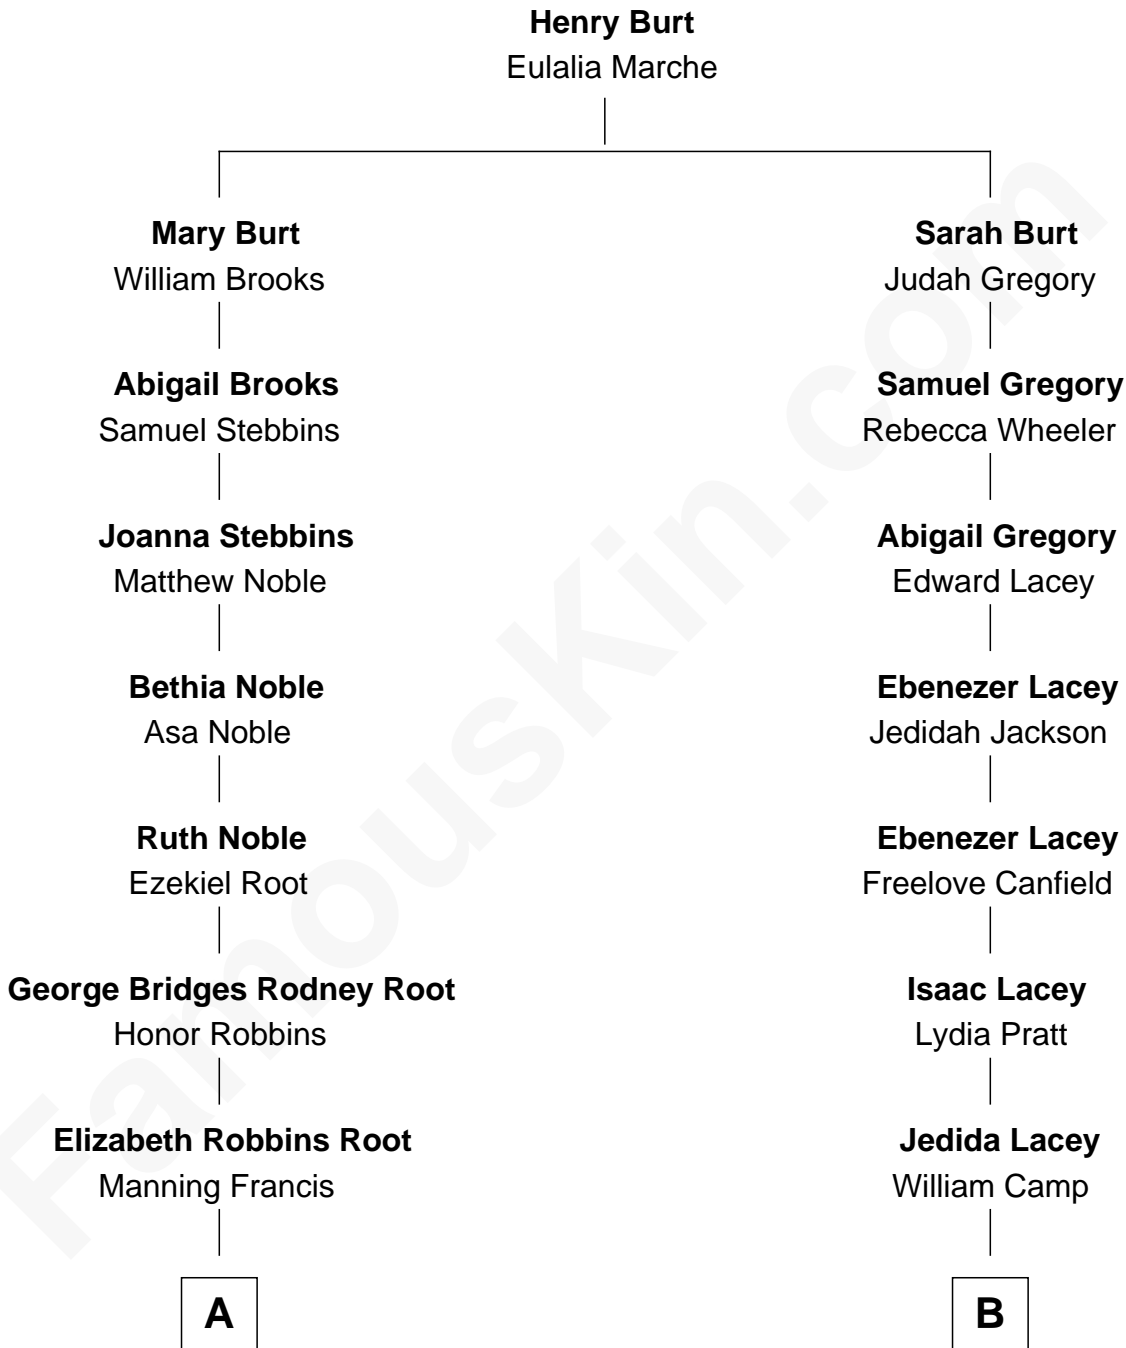 Henry Burt
Eulalia Marche
Mary Burt
William Brooks
Sarah Burt
Judah Gregory
Abigail Brooks
Samuel Stebbins
Samuel Gregory
Rebecca Wheeler
Joanna Stebbins
Matthew Noble
Abigail Gregory
Edward Lacey
Bethia Noble
Asa Noble
Ebenezer Lacey
Jedidah Jackson
Ruth Noble
Ezekiel Root
Ebenezer Lacey
Freelove Canfield
George Bridges Rodney Root
Honor Robbins
Isaac Lacey
Lydia Pratt
Elizabeth Robbins Root
Manning Francis
Jedida Lacey
William Camp
A
B
FamousKin.com